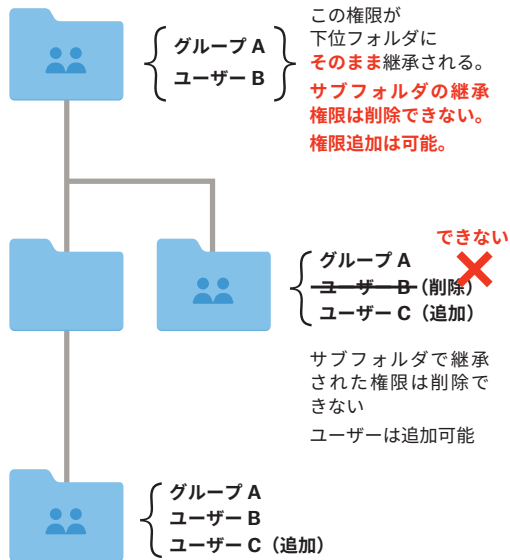 グループ A
ユーザー B
この権限が
下位フォルダに
そのまま継承される。
サブフォルダの継承
権限は削除できない。
権限追加は可能。
できない
グループ A
ユーザー B（削除）
ユーザー C（追加）
サブフォルダで継承
された権限は削除で
きない
ユーザーは追加可能
グループ A
ユーザー B
ユーザー C（追加）